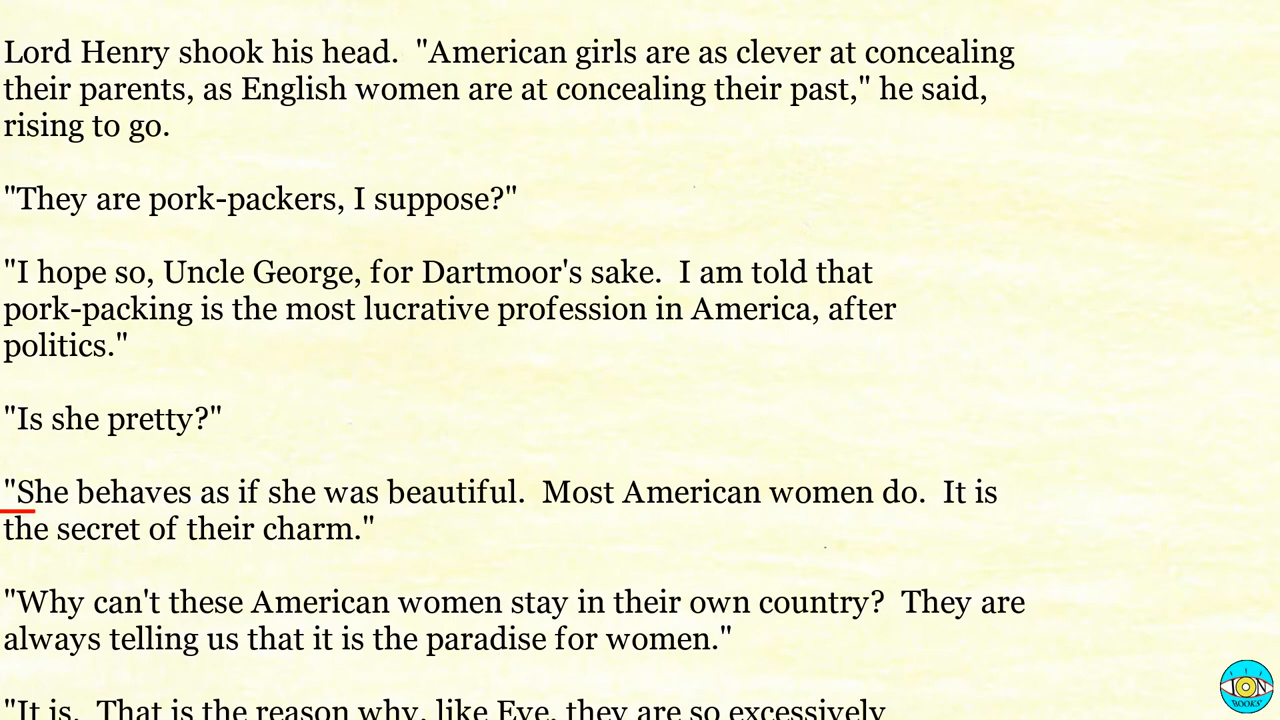 Lord Henry shook his head.  "American girls are as clever at concealing
their parents, as English women are at concealing their past," he said,
rising to go.
"They are pork-packers, I suppose?"
"I hope so, Uncle George, for Dartmoor's sake.  I am told that
pork-packing is the most lucrative profession in America, after
politics."
"Is she pretty?"
"She behaves as if she was beautiful.  Most American women do.  It is
the secret of their charm."
"Why can't these American women stay in their own country?  They are
always telling us that it is the paradise for women."
"It is.  That is the reason why, like Eve, they are so excessively
ION
BOOKS